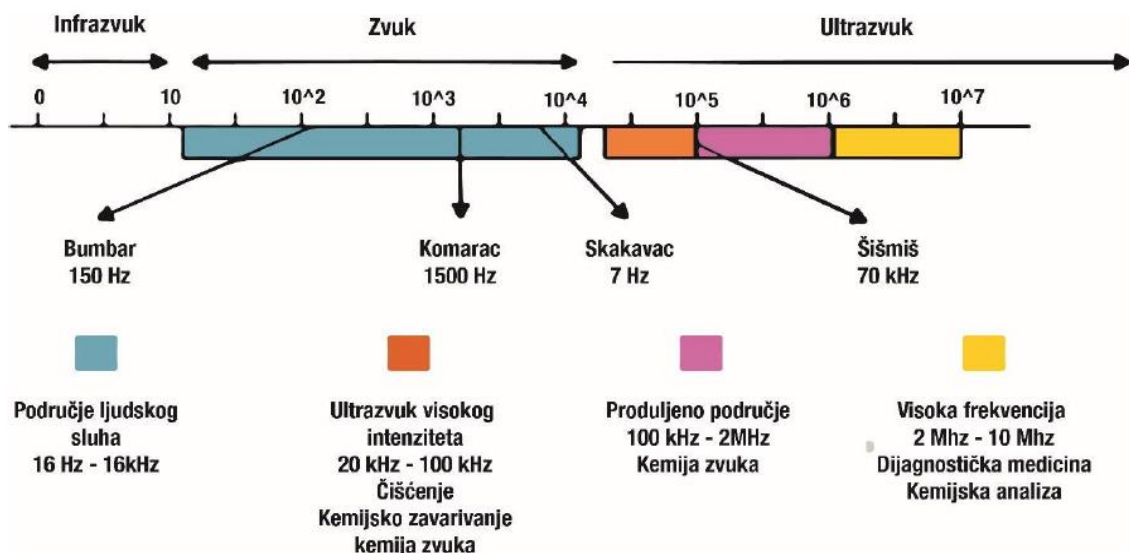 Infrazvuk
Zvuk
Ultrazvuk
0 10 10^2 10^3 10^4 10^5 10^6 10^7
Bumbar
150 Hz
Komarac
1500 Hz
Skakavac
7 Hz
Šišmiš
70 kHz
Područje ljudskog
sluha
16 Hz - 16kHz
Ultrazvuk visokog
intenziteta
20 kHz - 100 kHz
Čišćenje
Kemijsko zavarivanje
kemija zvuka
Produljeno područje
100 kHz - 2MHz
Kemija zvuka
Visoka frekvencija
2 Mhz - 10 Mhz
Dijagnostička medicina
Kemijska analiza